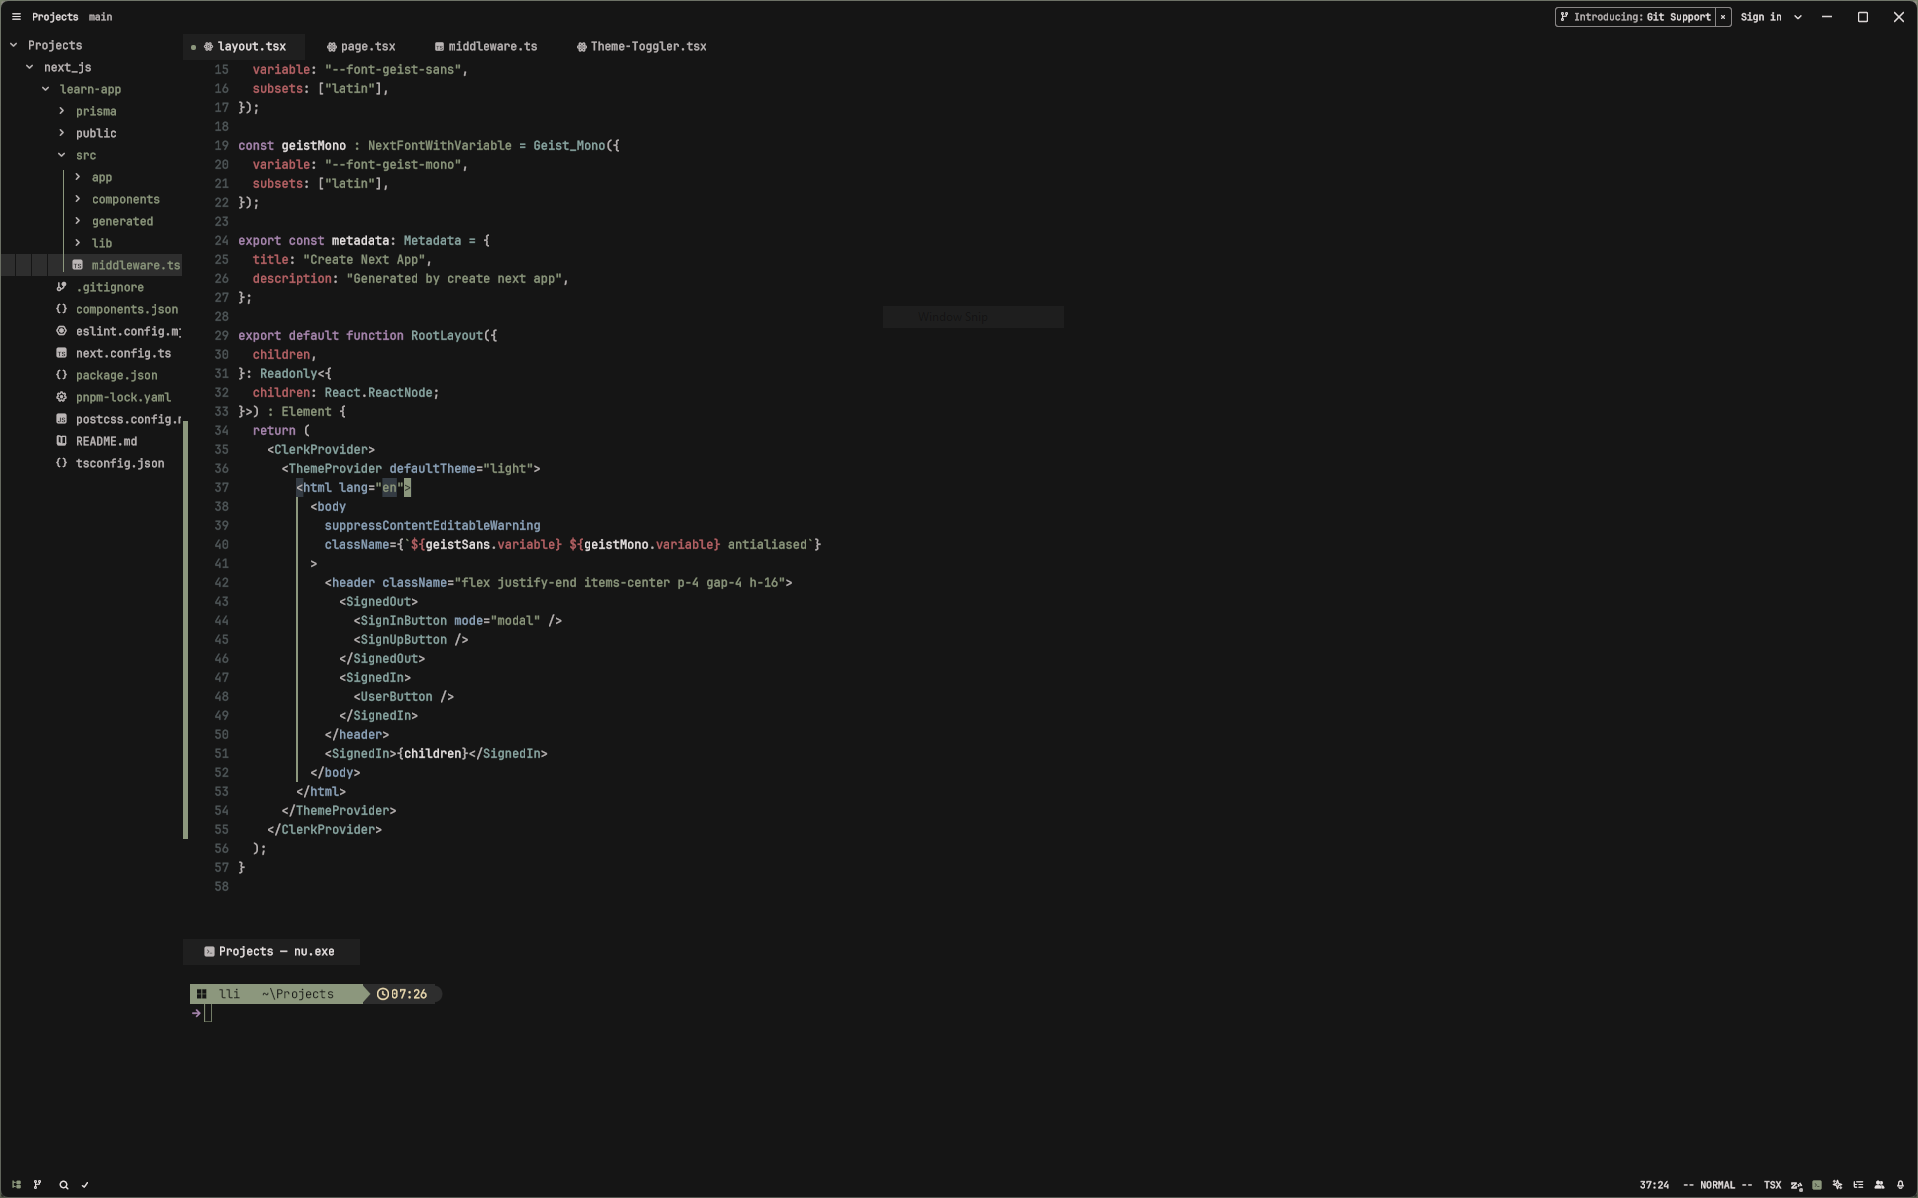 Projects main
Introducing: Git Support × Sign in
Projects
next_js
learn-app
prisma
public
src
app
components
generated
lib
middleware.ts
.gitignore
components.json
eslint.config.mj
next.config.ts
package.json
pnpm-lock.yaml
postcss.config.
README.md
tsconfig.json
layout.tsx page.tsx middleware.ts Theme-Toggler.tsx
15 variable: "--font-geist-sans",
16 subsets: ["latin"],
17 });
18
19 const geistMono : NextFontWithVariable = Geist_Mono({
20 variable: "--font-geist-mono",
21 subsets: ["latin"],
22 });
23
24 export const metadata: Metadata = {
25 title: "Create Next App",
26 description: "Generated by create next app",
27 };
28
29 export default function RootLayout({
30 children,
31 }: Readonly<{
32 children: React.ReactNode;
33 }>) : Element {
34 return (
35 <ClerkProvider>
36 <ThemeProvider defaultTheme="light">
37 <html lang="en">
38 <body
39 suppressContentEditableWarning
40 className={`${geistSans.variable} ${geistMono.variable} antialiased`}
41 >
42 <header className="flex justify-end items-center p-4 gap-4 h-16">
43 <SignedOut>
44 <SignInButton mode="modal" />
45 <SignUpButton />
46 </SignedOut>
47 <SignedIn>
48 <UserButton />
49 </SignedIn>
50 </header>
51 <SignedIn>{children}</SignedIn>
52 </body>
53 </html>
54 </ThemeProvider>
55 </ClerkProvider>
56 );
57 }
58
Window Snip
Projects — nu.exe
lli ~\Projects 07:26
37:24 -- NORMAL -- TSX